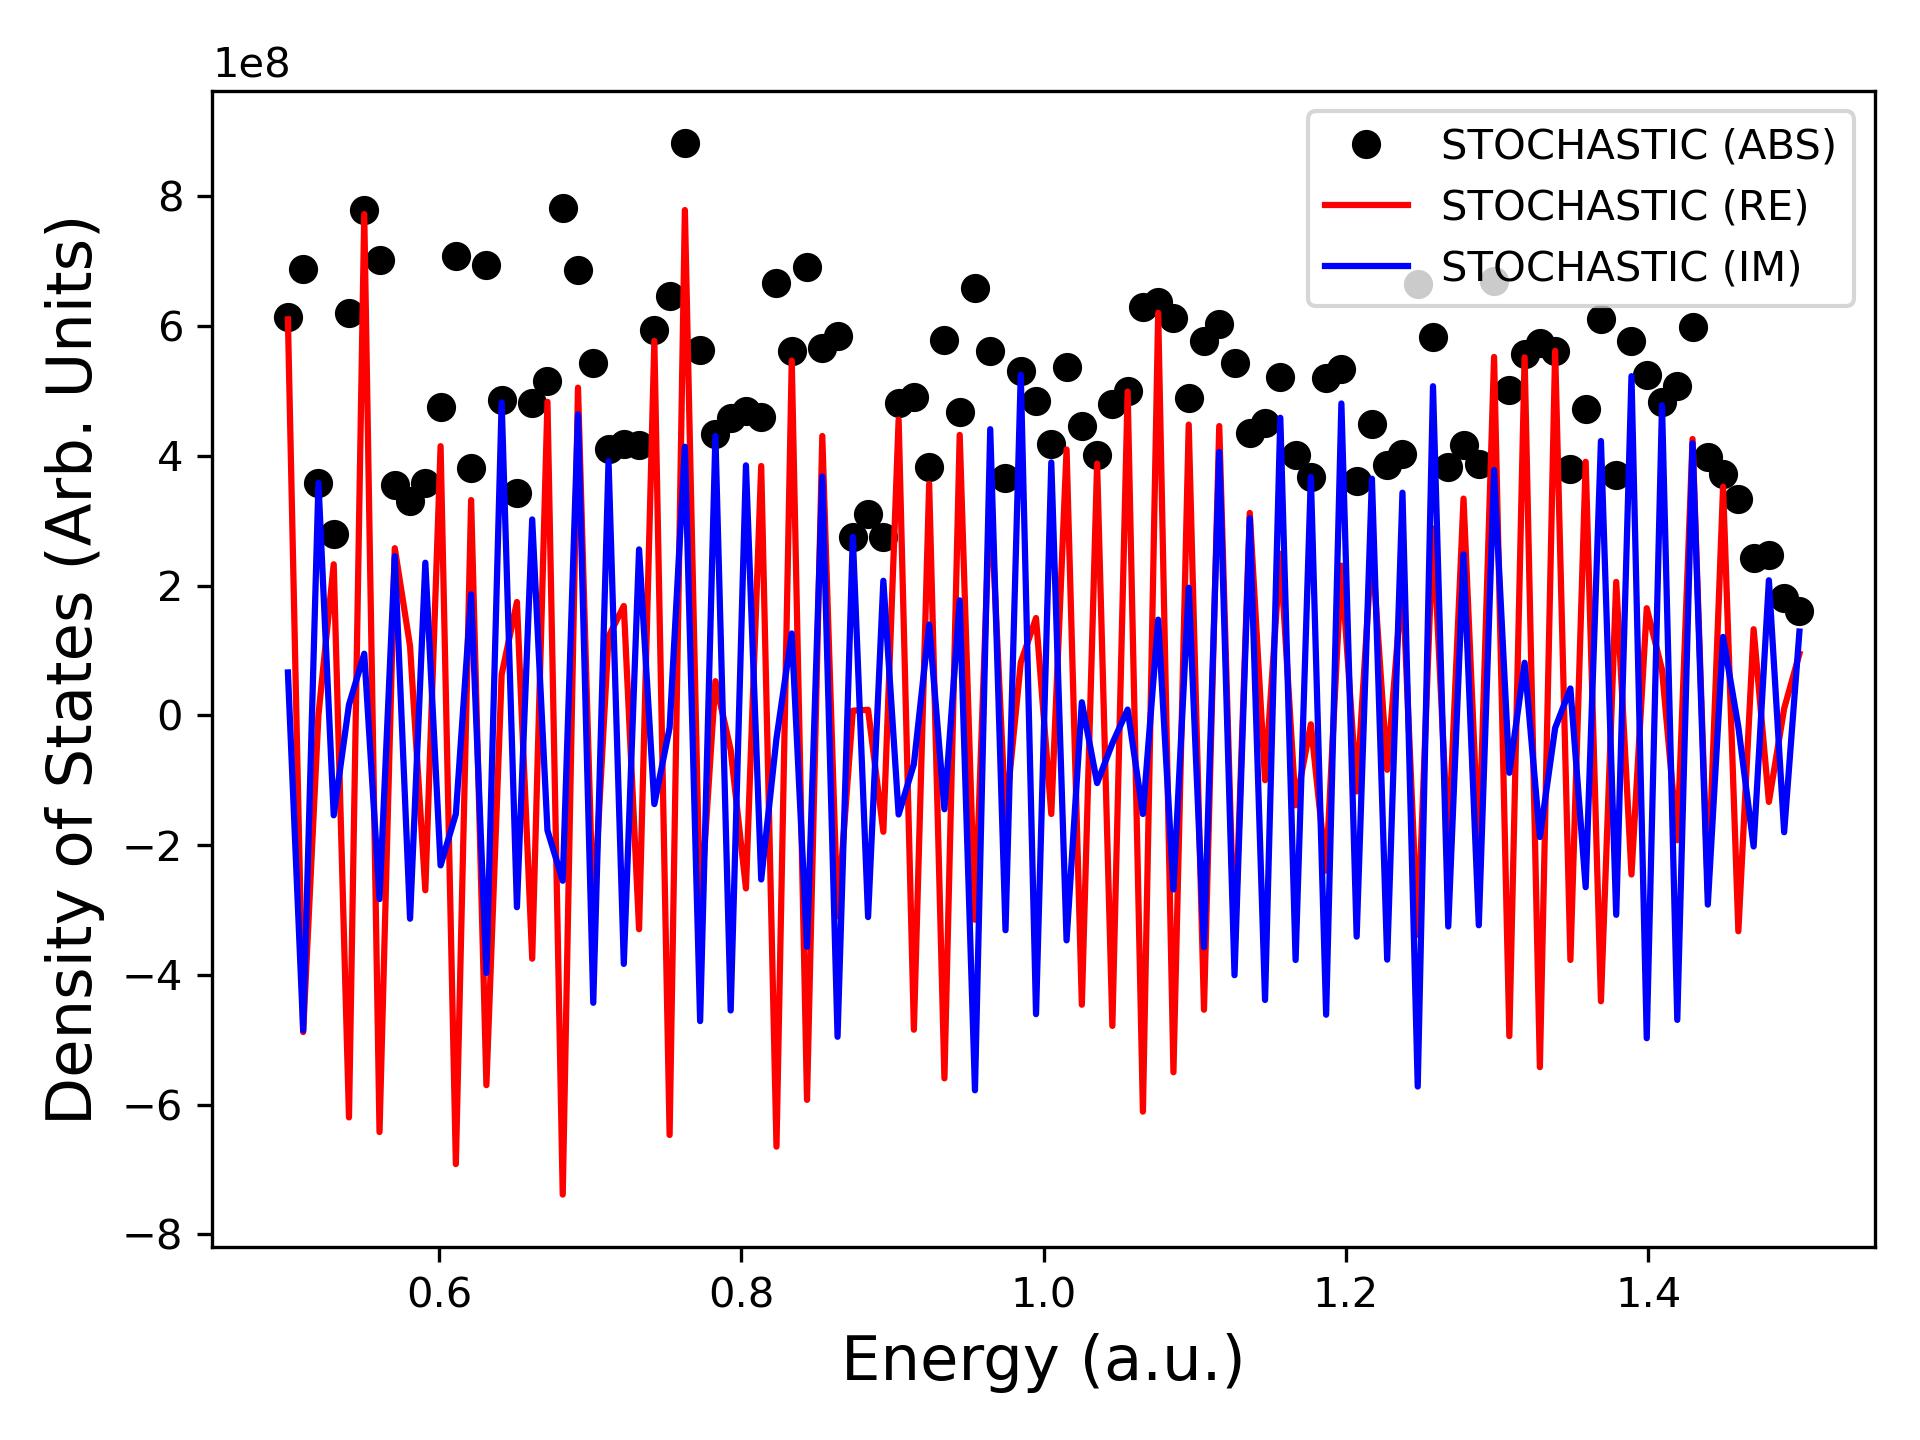 1e8
STOCHASTIC (ABS)
STOCHASTIC (RE)
STOCHASTIC (IM)
8
6
4
2
0
−2
−4
−6
−8
Density of States (Arb. Units)
0.6 0.8 1.0 1.2 1.4
Energy (a.u.)